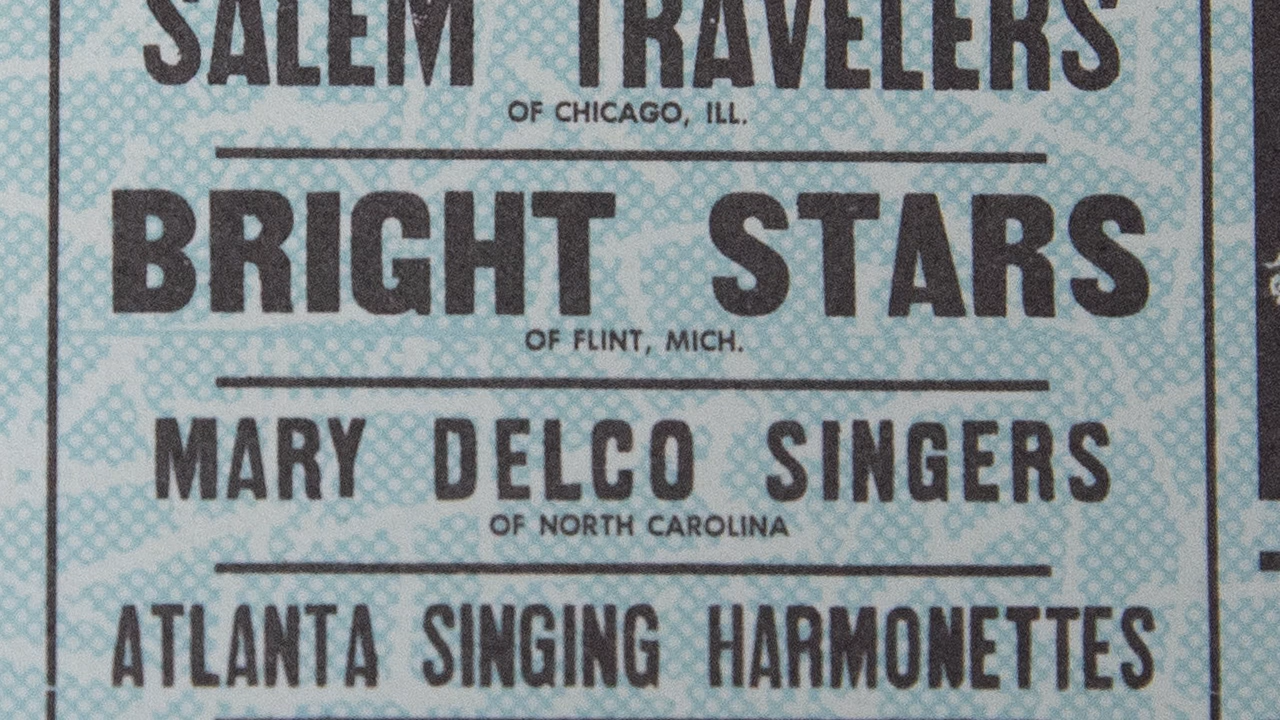 SALEM TRAVELERS
OF CHICAGO, ILL.
BRIGHT STARS
OF FLINT, MICH.
MARY DELCO SINGERS
OF NORTH CAROLINA
ATLANTA SINGING HARMONETTES